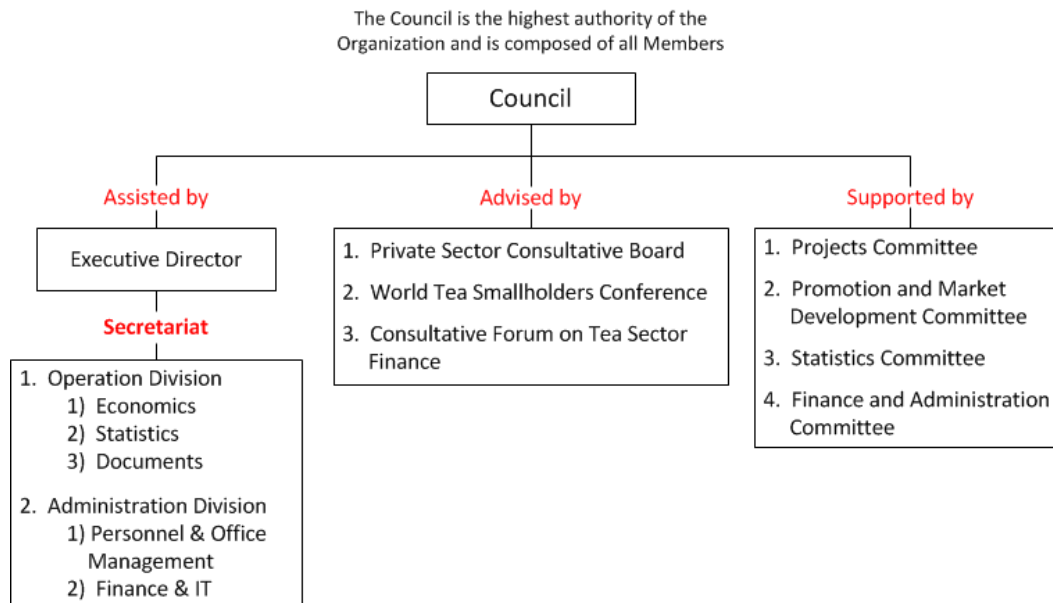 The Council is the highest authority of the
Organization and is composed of all Members
Council
Assisted by
Executive Director
Secretariat
1. Operation Division
1) Economics
2) Statistics
3) Documents
2. Administration Division
1) Personnel & Office
Management
2) Finance & IT
Advised by
1. Private Sector Consultative Board
2. World Tea Smallholders Conference
3. Consultative Forum on Tea Sector
Finance
Supported by
1. Projects Committee
2. Promotion and Market
Development Committee
3. Statistics Committee
4. Finance and Administration
Committee